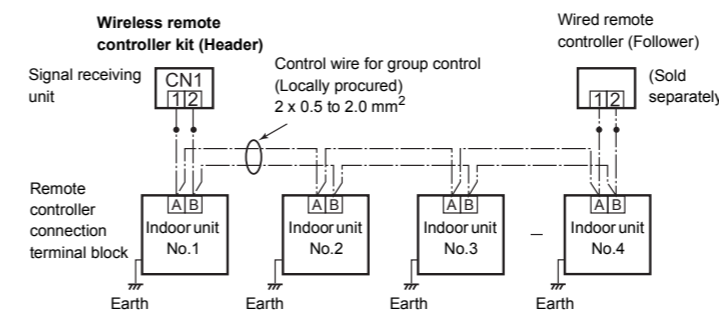 Wireless remote
controller kit (Header)
Wired remote
controller (Follower)
Signal receiving
unit
CN1
1 2
Control wire for group control
(Locally procured)
2 x 0.5 to 2.0 mm²
1 2
(Sold
separately
Remote
controller
connection
terminal block
A B
Indoor unit
No.1
A B
Indoor unit
No.2
A B
Indoor unit
No.3
–
A B
Indoor unit
No.4
Earth
Earth
Earth
Earth